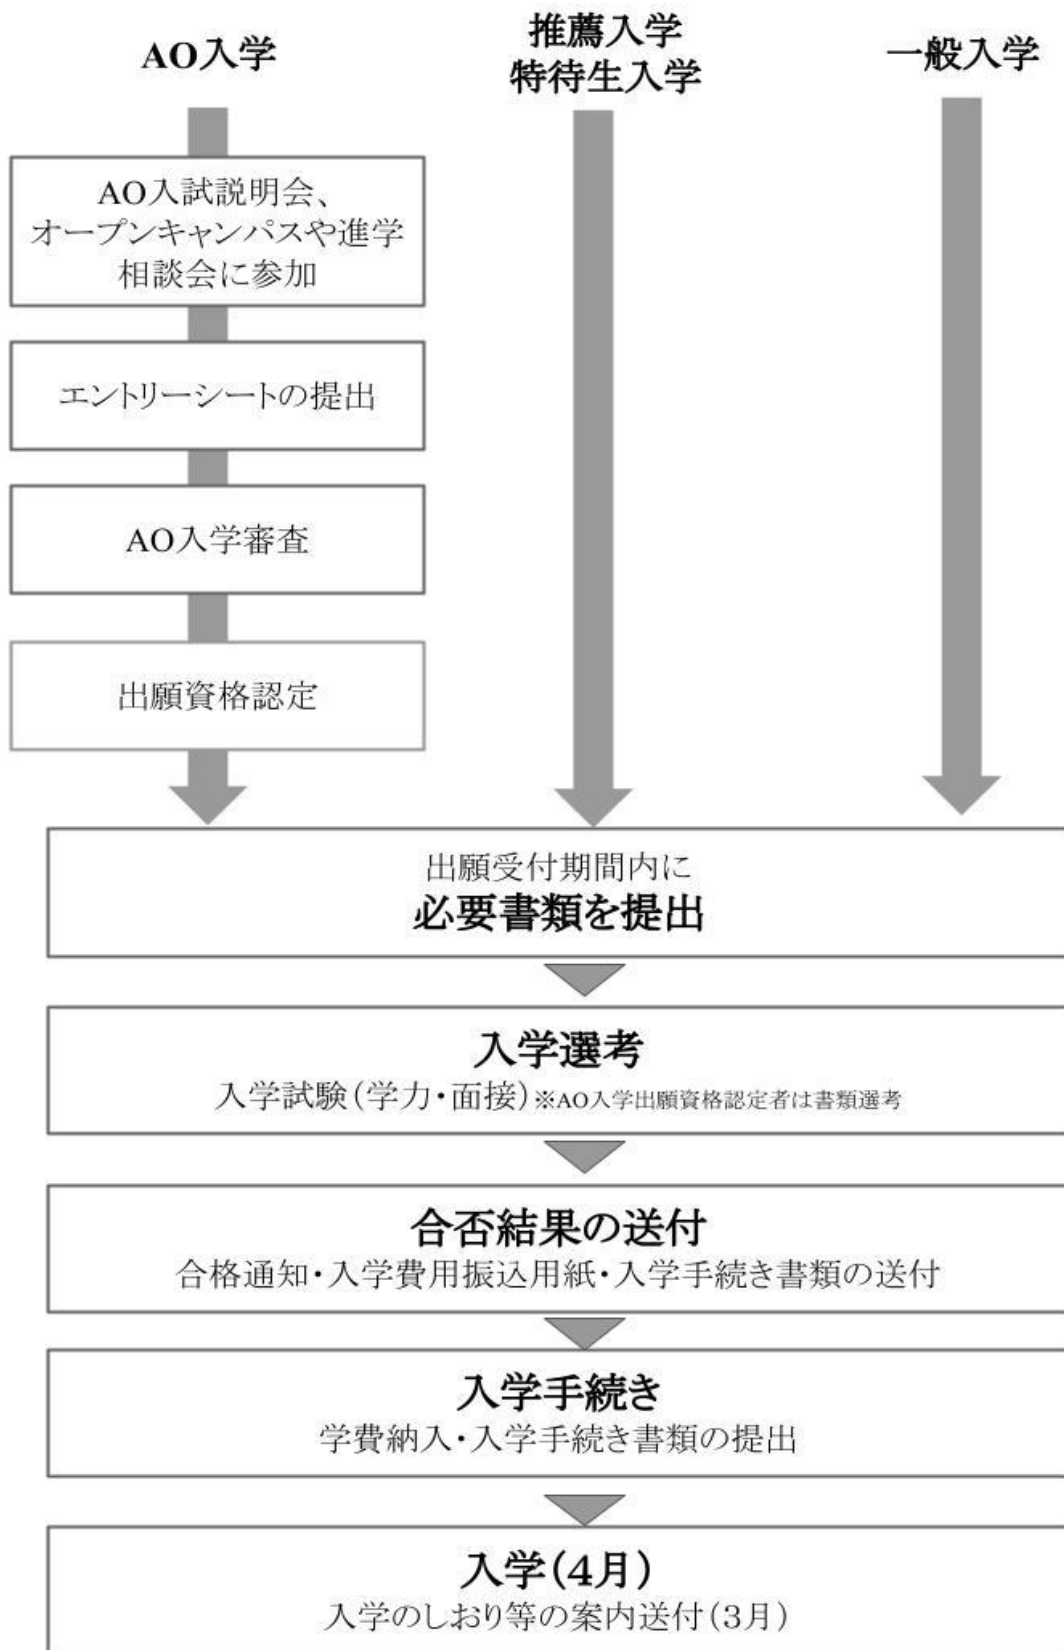 AO入学
推薦入学
特待生入学
一般入学
AO入試説明会、
オープンキャンパスや進学
相談会に参加
エントリーシートの提出
AO入学審査
出願資格認定
出願受付期間内に
必要書類を提出
入学選考
入学試験(学力・面接)※AO入学出願資格認定者は書類選考
合否結果の送付
合格通知・入学費用振込用紙・入学手続き書類の送付
入学手続き
学費納入・入学手続き書類の提出
入学(4月)
入学のしおり等の案内送付(3月)